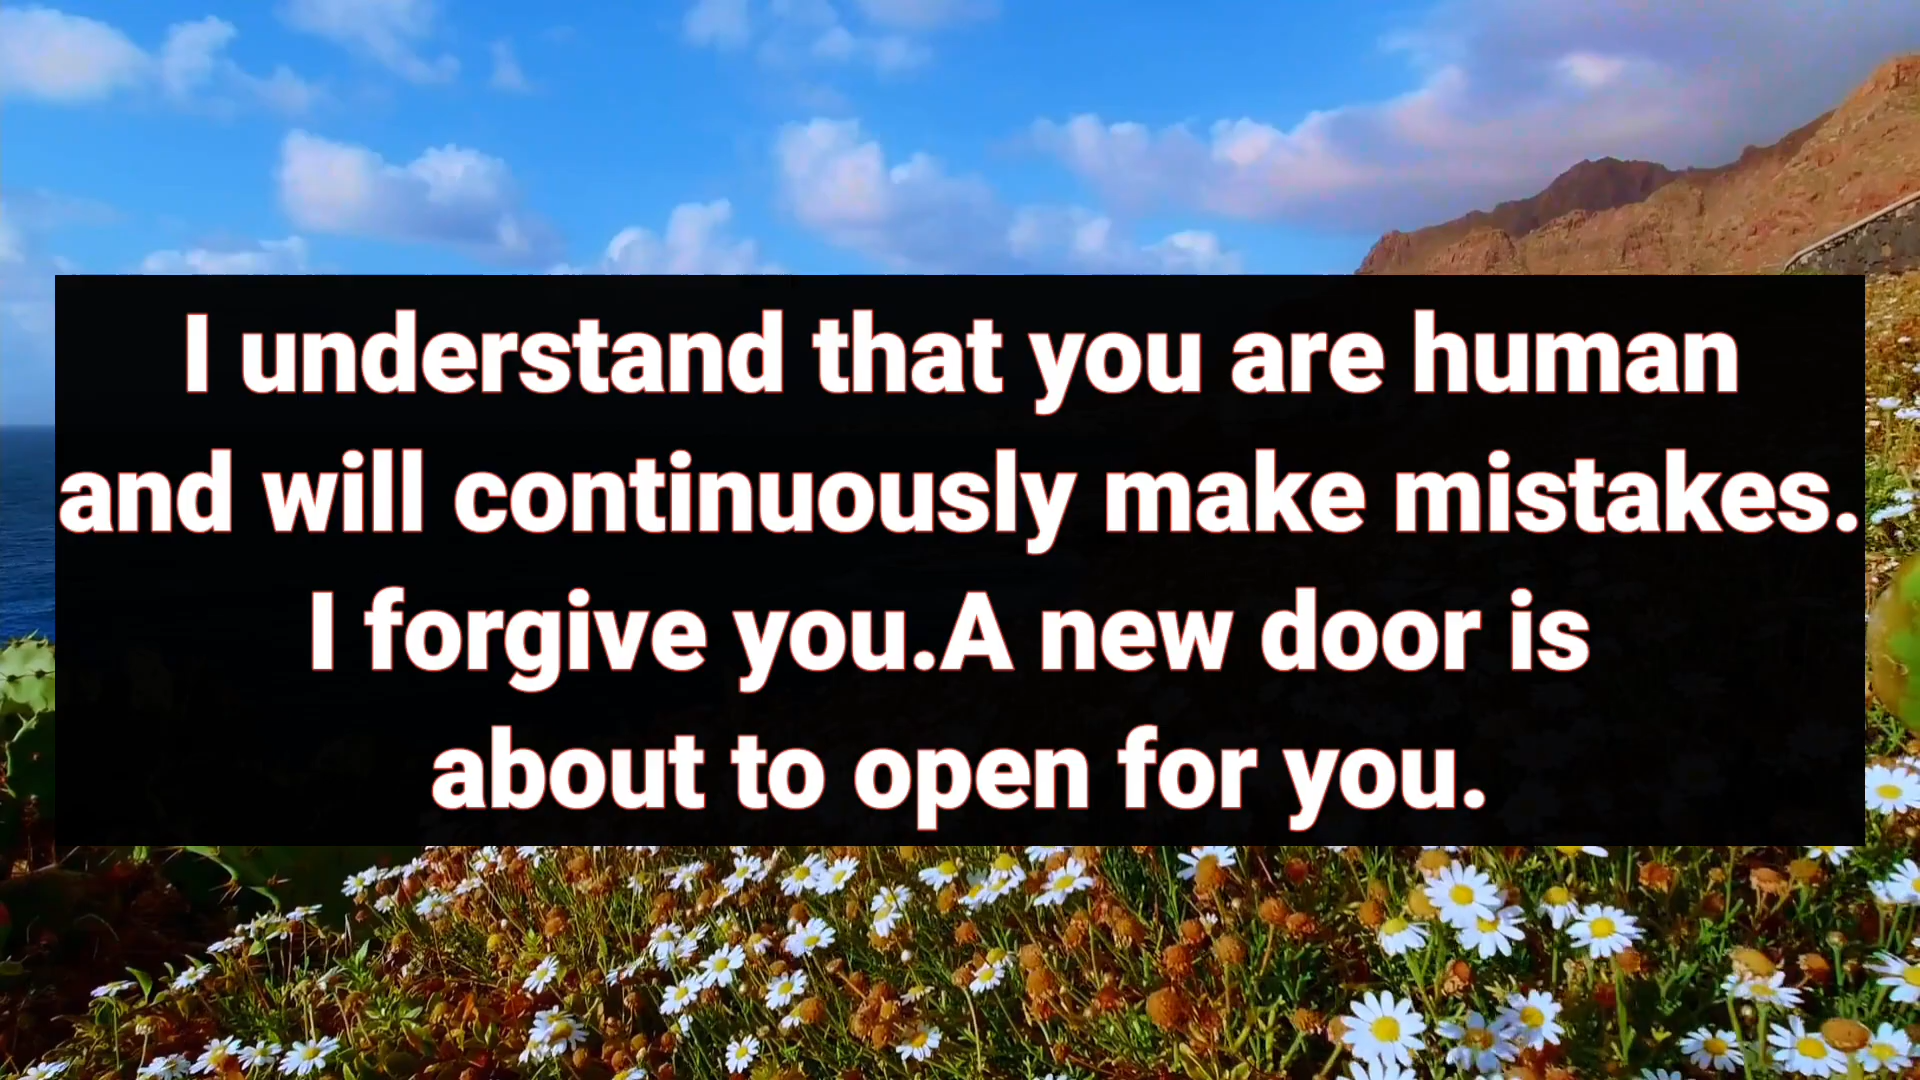 I understand that you are human
and will continuously make mistakes.
I forgive you.A new door is
about to open for you.